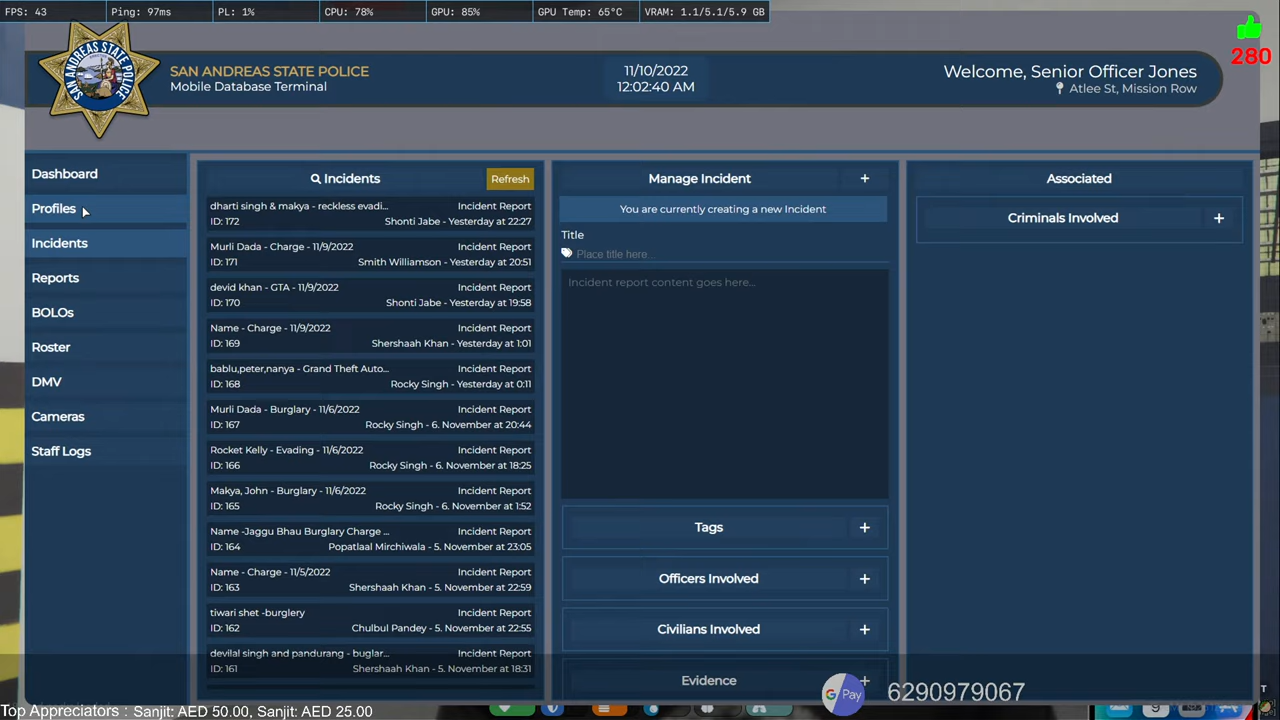 FPS: 43 Ping: 97ms PL: 1% CPU: 78% GPU: 85% GPU Temp: 65°C VRAM: 1.1/5.1/5.9 GB
280
SAN ANDREAS STATE POLICE
SAN ANDREAS STATE POLICE
Mobile Database Terminal
11/10/2022
12:02:40 AM
Welcome, Senior Officer Jones
Atlee St, Mission Row
Dashboard
Profiles
Incidents
Reports
BOLOs
Roster
DMV
Cameras
Staff Logs
Incidents Refresh
dharti singh & makya - reckless evadi... Incident Report
ID: 172 Shonti Jabe - Yesterday at 22:27
Murli Dada - Charge - 11/9/2022 Incident Report
ID: 171 Smith Williamson - Yesterday at 20:51
devid khan - GTA - 11/9/2022 Incident Report
ID: 170 Shonti Jabe - Yesterday at 19:58
Name - Charge - 11/9/2022 Incident Report
ID: 169 Shershaah Khan - Yesterday at 1:01
bablu,peter,nanya - Grand Theft Auto... Incident Report
ID: 168 Rocky Singh - Yesterday at 0:11
Murli Dada - Burglary - 11/6/2022 Incident Report
ID: 167 Rocky Singh - 6. November at 20:44
Rocket Kelly - Evading - 11/6/2022 Incident Report
ID: 166 Rocky Singh - 6. November at 18:25
Makya, John - Burglary - 11/6/2022 Incident Report
ID: 165 Rocky Singh - 6. November at 1:52
Name -Jaggu Bhau Burglary Charge ... Incident Report
ID: 164 Popatlaal Mirchiwala - 5. November at 23:05
Name - Charge - 11/5/2022 Incident Report
ID: 163 Shershaah Khan - 5. November at 22:59
tiwari shet -burglery Incident Report
ID: 162 Chulbul Pandey - 5. November at 22:55
devilal singh and pandurang - buglar... Incident Report
ID: 161 Shershaah Khan - 5. November at 18:31
Manage Incident +
You are currently creating a new Incident
Title
Place title here...
Incident report content goes here...
Tags +
Officers Involved +
Civilians Involved +
Evidence +
Associated
Criminals Involved +
G Pay 6290979067
Top Appreciators : Sanjit: AED 50.00, Sanjit: AED 25.00
9
T